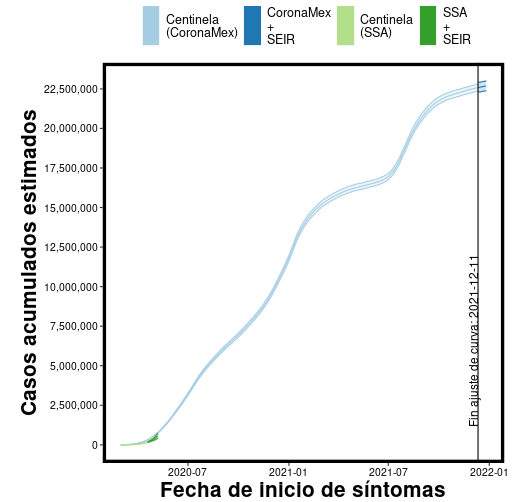 Centinela
(CoronaMex)
CoronaMex
+
SEIR
Centinela
(SSA)
SSA
+
SEIR
Casos acumulados estimados
22,500,000
20,000,000
17,500,000
15,000,000
12,500,000
10,000,000
7,500,000
5,000,000
2,500,000
0
Fin ajuste de curva: 2021-12-11
2020-07
2021-01
2021-07
2022-01
Fecha de inicio de síntomas